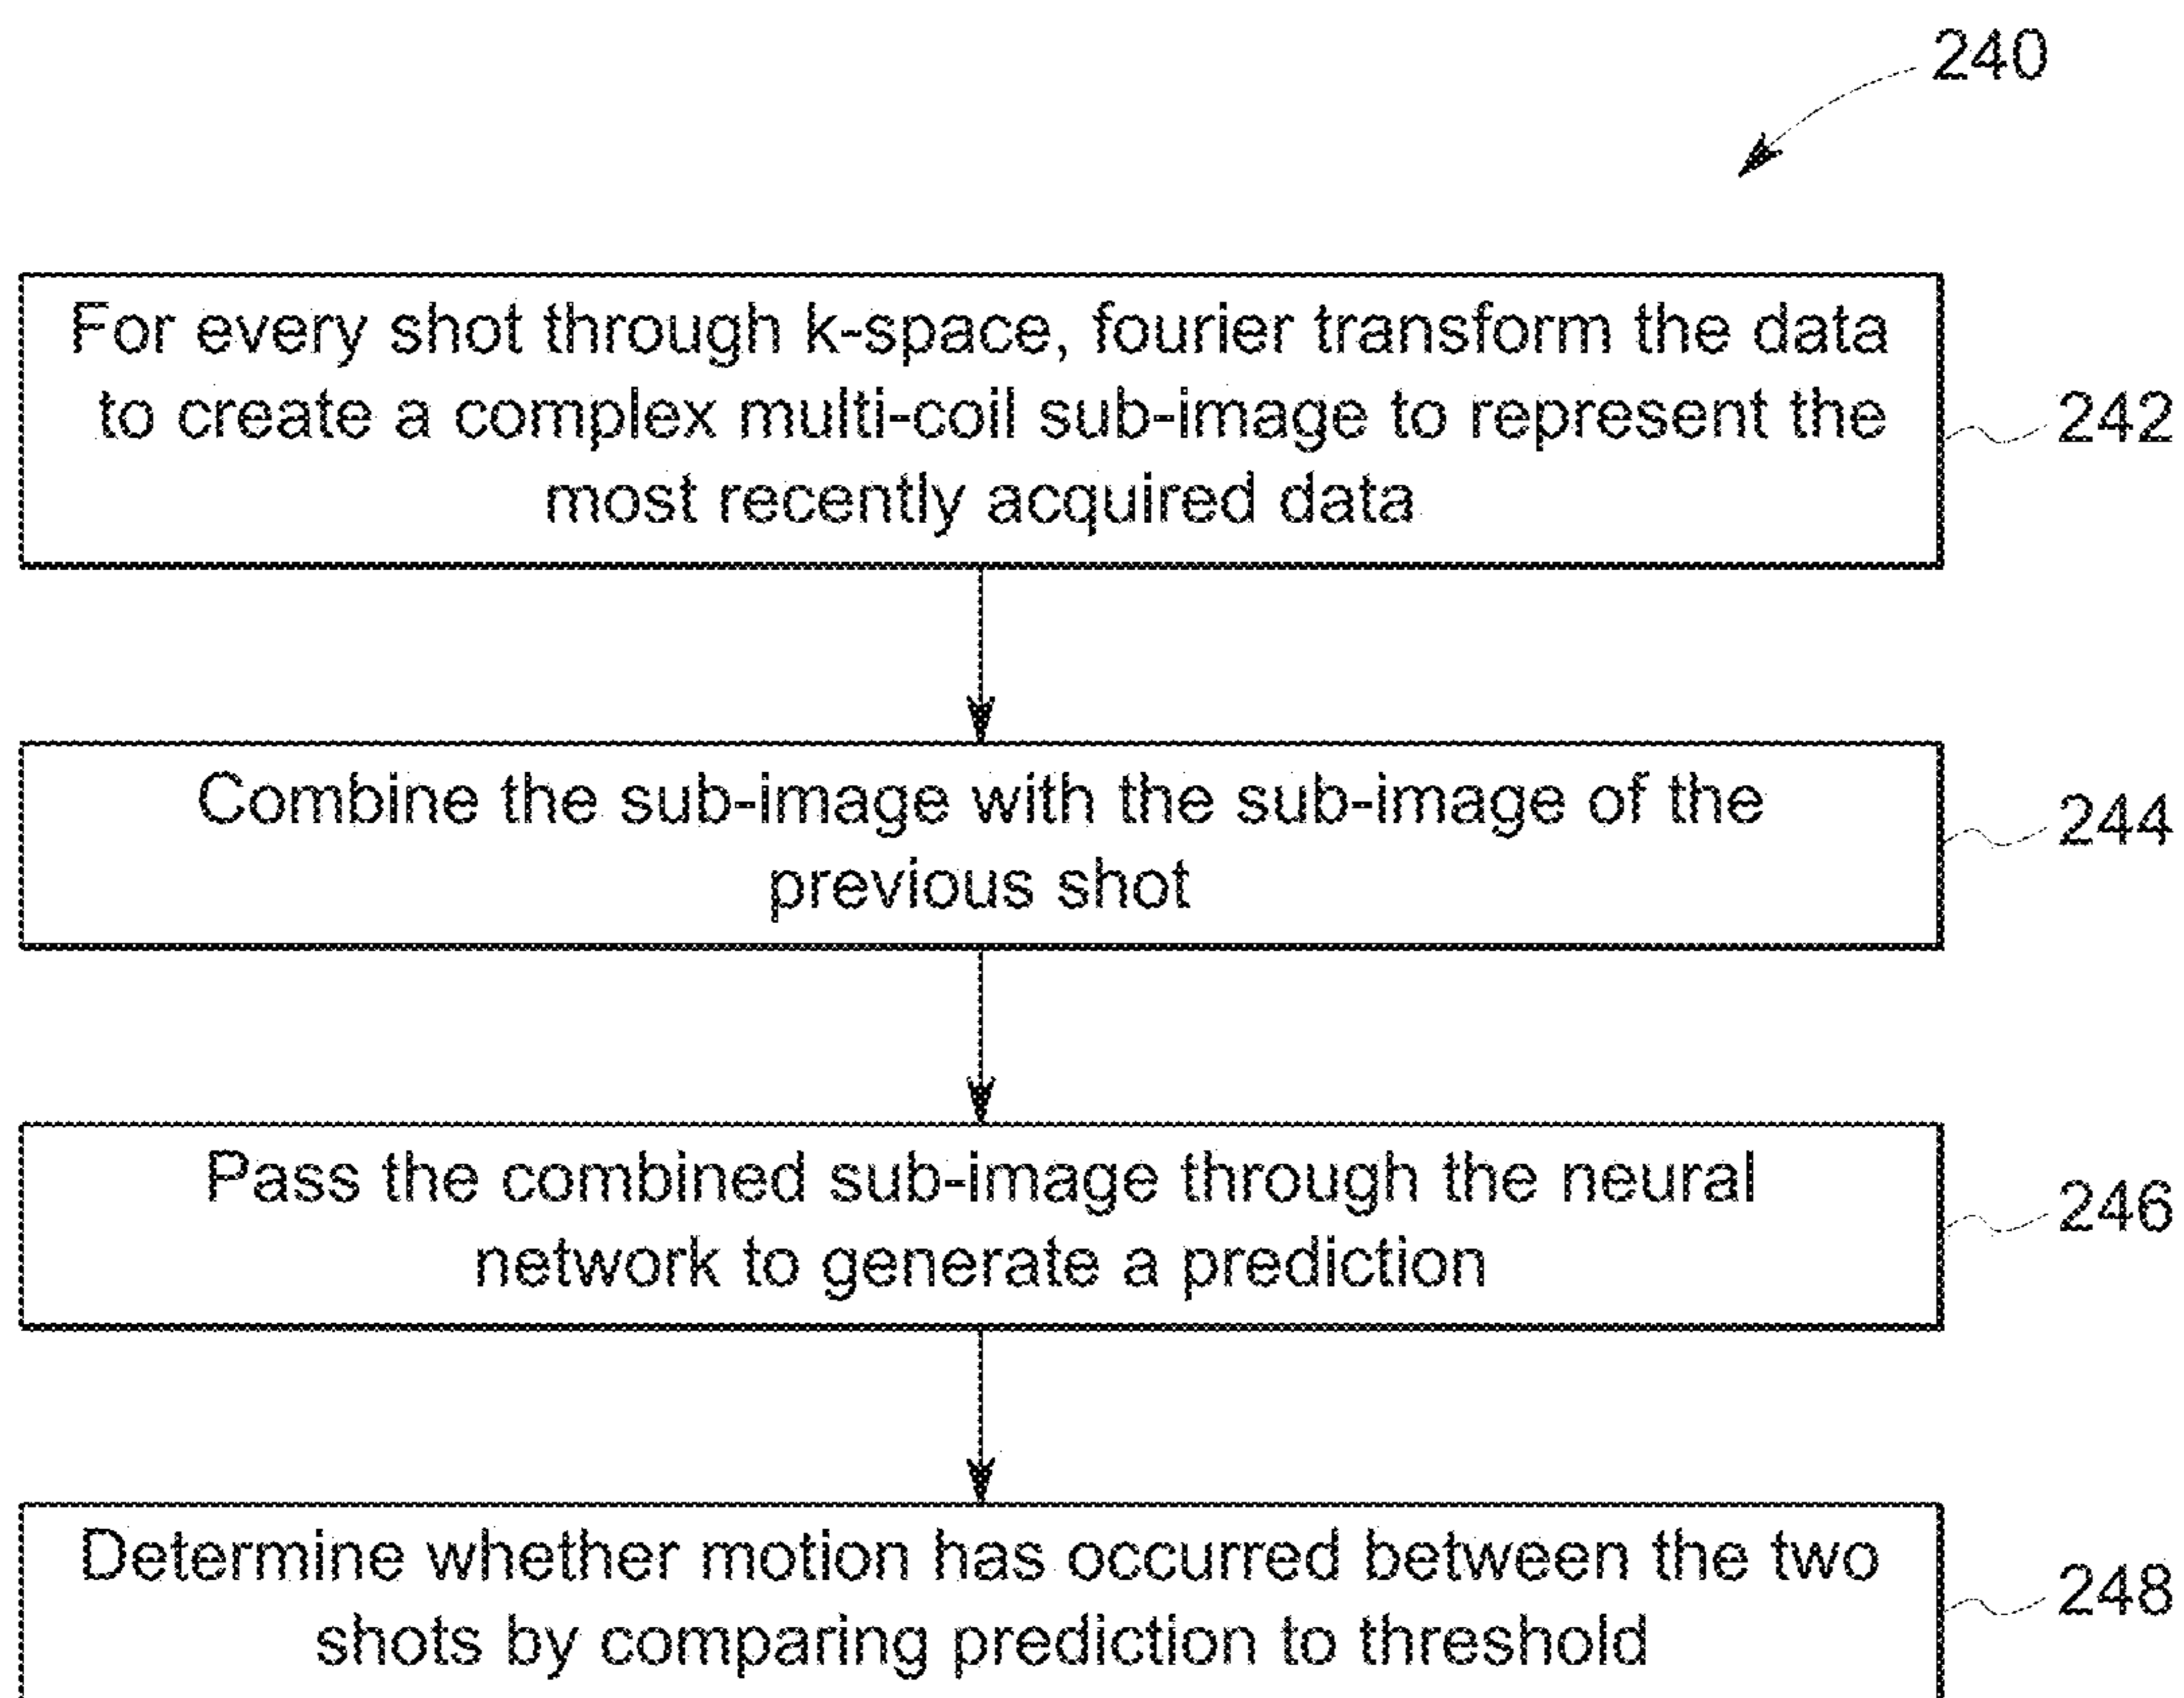 240
For every shot through k-space, fourier transform the data
to create a complex multi-coil sub-image to represent the
most recently acquired data
242
Combine the sub-image with the sub-image of the
previous shot
244
Pass the combined sub-image through the neural
network to generate a prediction
246
Determine whether motion has occurred between the two
shots by comparing prediction to threshold
248